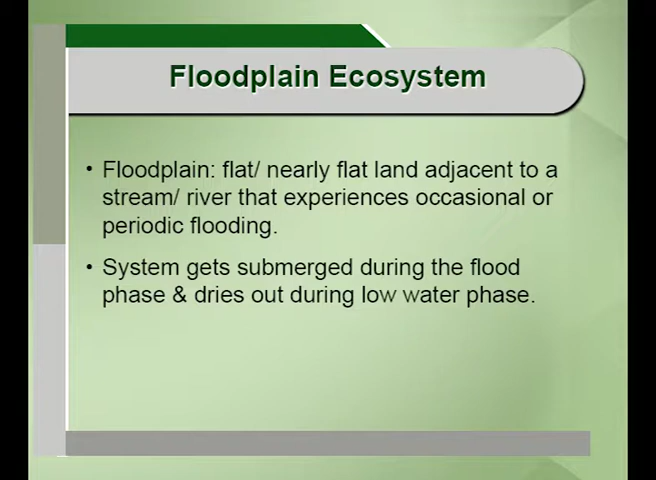 Floodplain Ecosystem
• Floodplain: flat/ nearly flat land adjacent to a
stream/ river that experiences occasional or
periodic flooding.
• System gets submerged during the flood
phase & dries out during low water phase.